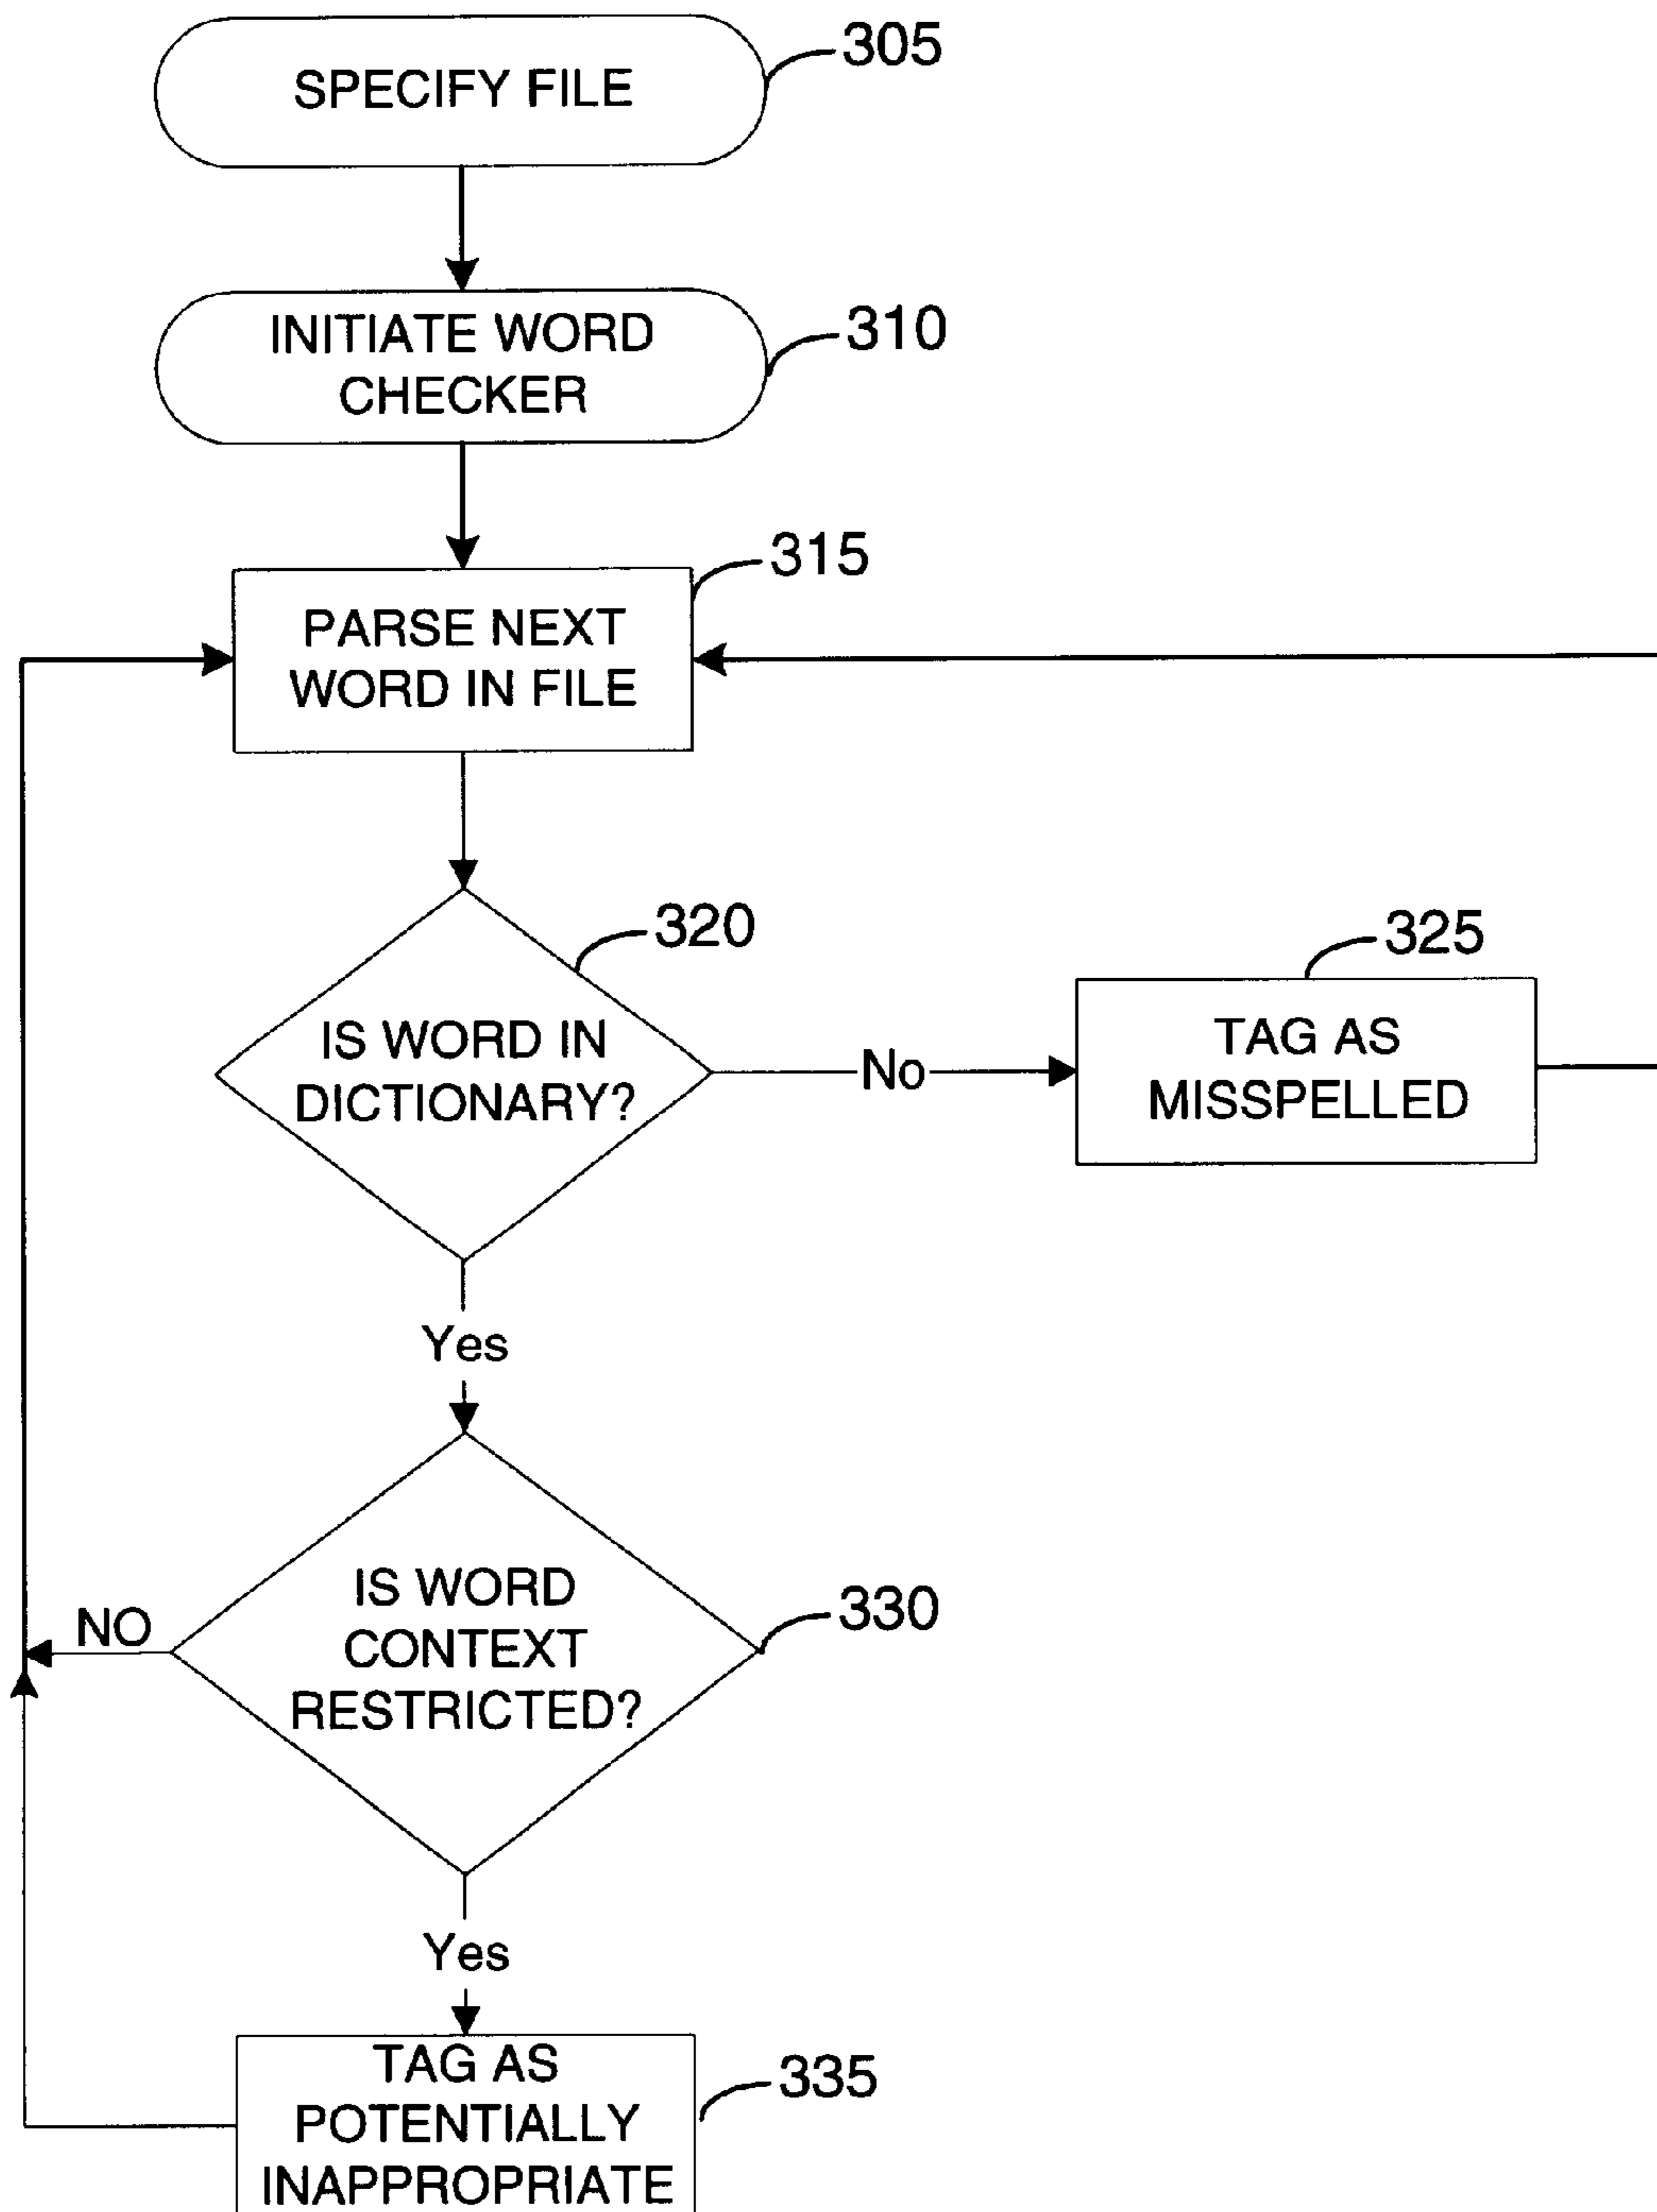 305
SPECIFY FILE
310
INITIATE WORD
CHECKER
315
PARSE NEXT
WORD IN FILE
320
IS WORD IN
DICTIONARY?
No
325
TAG AS
MISSPELLED
Yes
330
IS WORD
CONTEXT
RESTRICTED?
NO
Yes
335
TAG AS
POTENTIALLY
INAPPROPRIATE